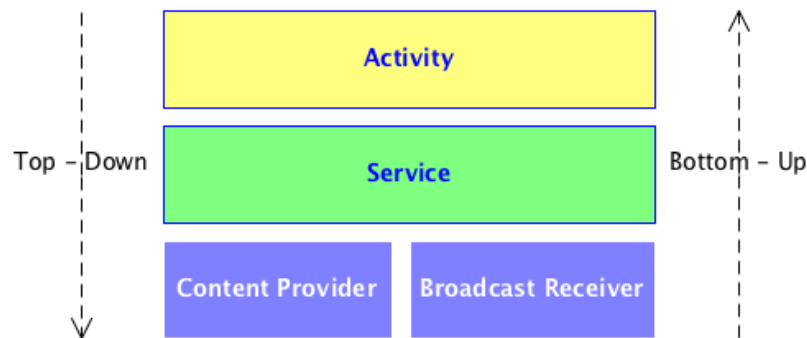 Activity
Top - Down
Service
Bottom - Up
Content Provider
Broadcast Receiver